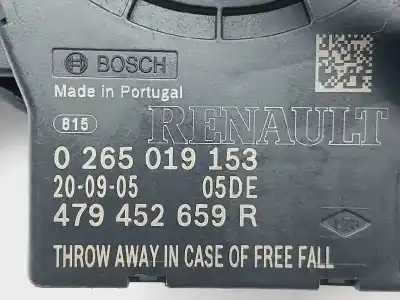 BOSCH
Made in Portugal
815
RENAULT
0 265 019 153
20-09-05 05DE
479 452 659 R
THROW AWAY IN CASE OF FREE FALL